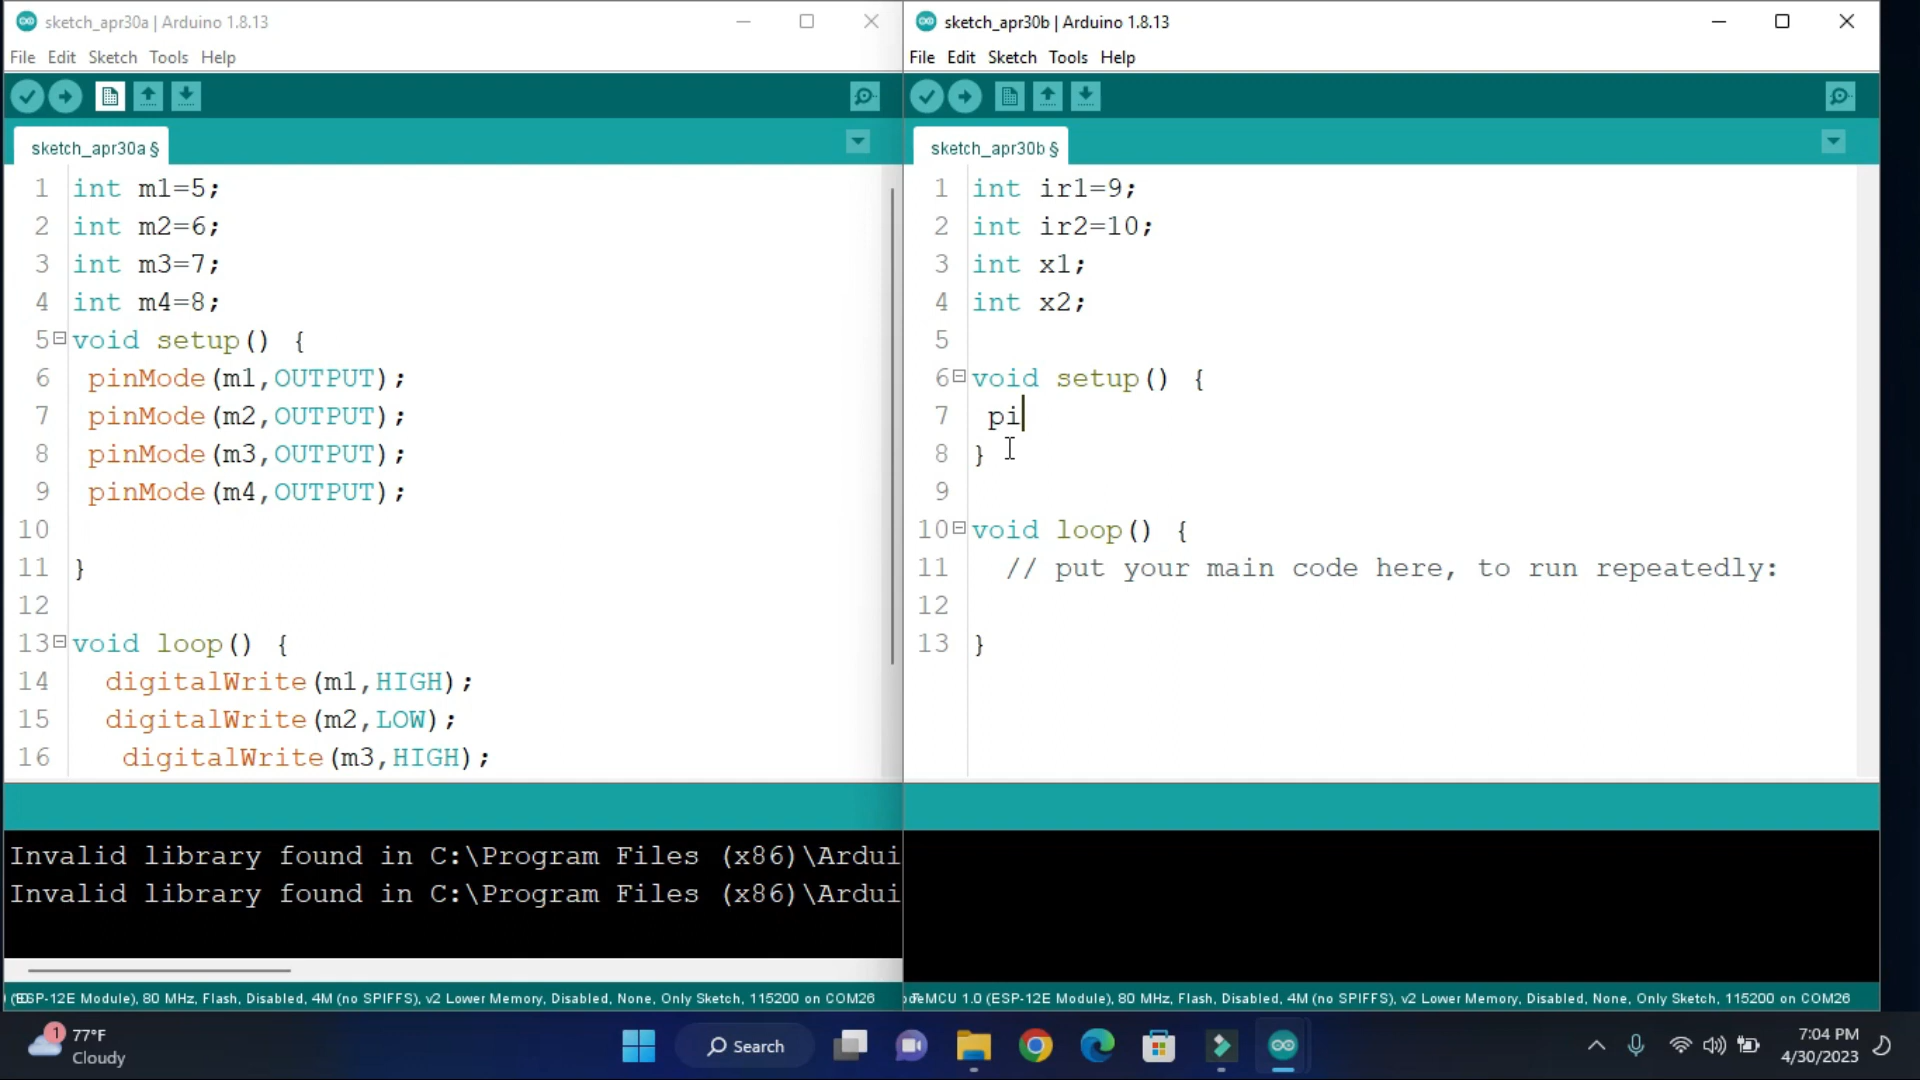 sketch_apr30a | Arduino 1.8.13
File Edit Sketch Tools Help
sketch_apr30a §
1 int m1=5;
2 int m2=6;
3 int m3=7;
4 int m4=8;
5 void setup() {
6 pinMode(m1,OUTPUT);
7 pinMode(m2,OUTPUT);
8 pinMode(m3,OUTPUT);
9 pinMode(m4,OUTPUT);
10
11 }
12
13 void loop() {
14 digitalWrite(m1,HIGH);
15 digitalWrite(m2,LOW);
16 digitalWrite(m3,HIGH);
Invalid library found in C:\Program Files (x86)\Ardui
Invalid library found in C:\Program Files (x86)\Ardui
(ESP-12E Module), 80 MHz, Flash, Disabled, 4M (no SPIFFS), v2 Lower Memory, Disabled, None, Only Sketch, 115200 on COM26
sketch_apr30b | Arduino 1.8.13
File Edit Sketch Tools Help
sketch_apr30b §
1 int ir1=9;
2 int ir2=10;
3 int x1;
4 int x2;
5
6 void setup() {
7 pi
8 }
9
10 void loop() {
11 // put your main code here, to run repeatedly:
12
13 }
eMCU 1.0 (ESP-12E Module), 80 MHz, Flash, Disabled, 4M (no SPIFFS), v2 Lower Memory, Disabled, None, Only Sketch, 115200 on COM26
1
77°F
Cloudy
Search
7:04 PM
4/30/2023